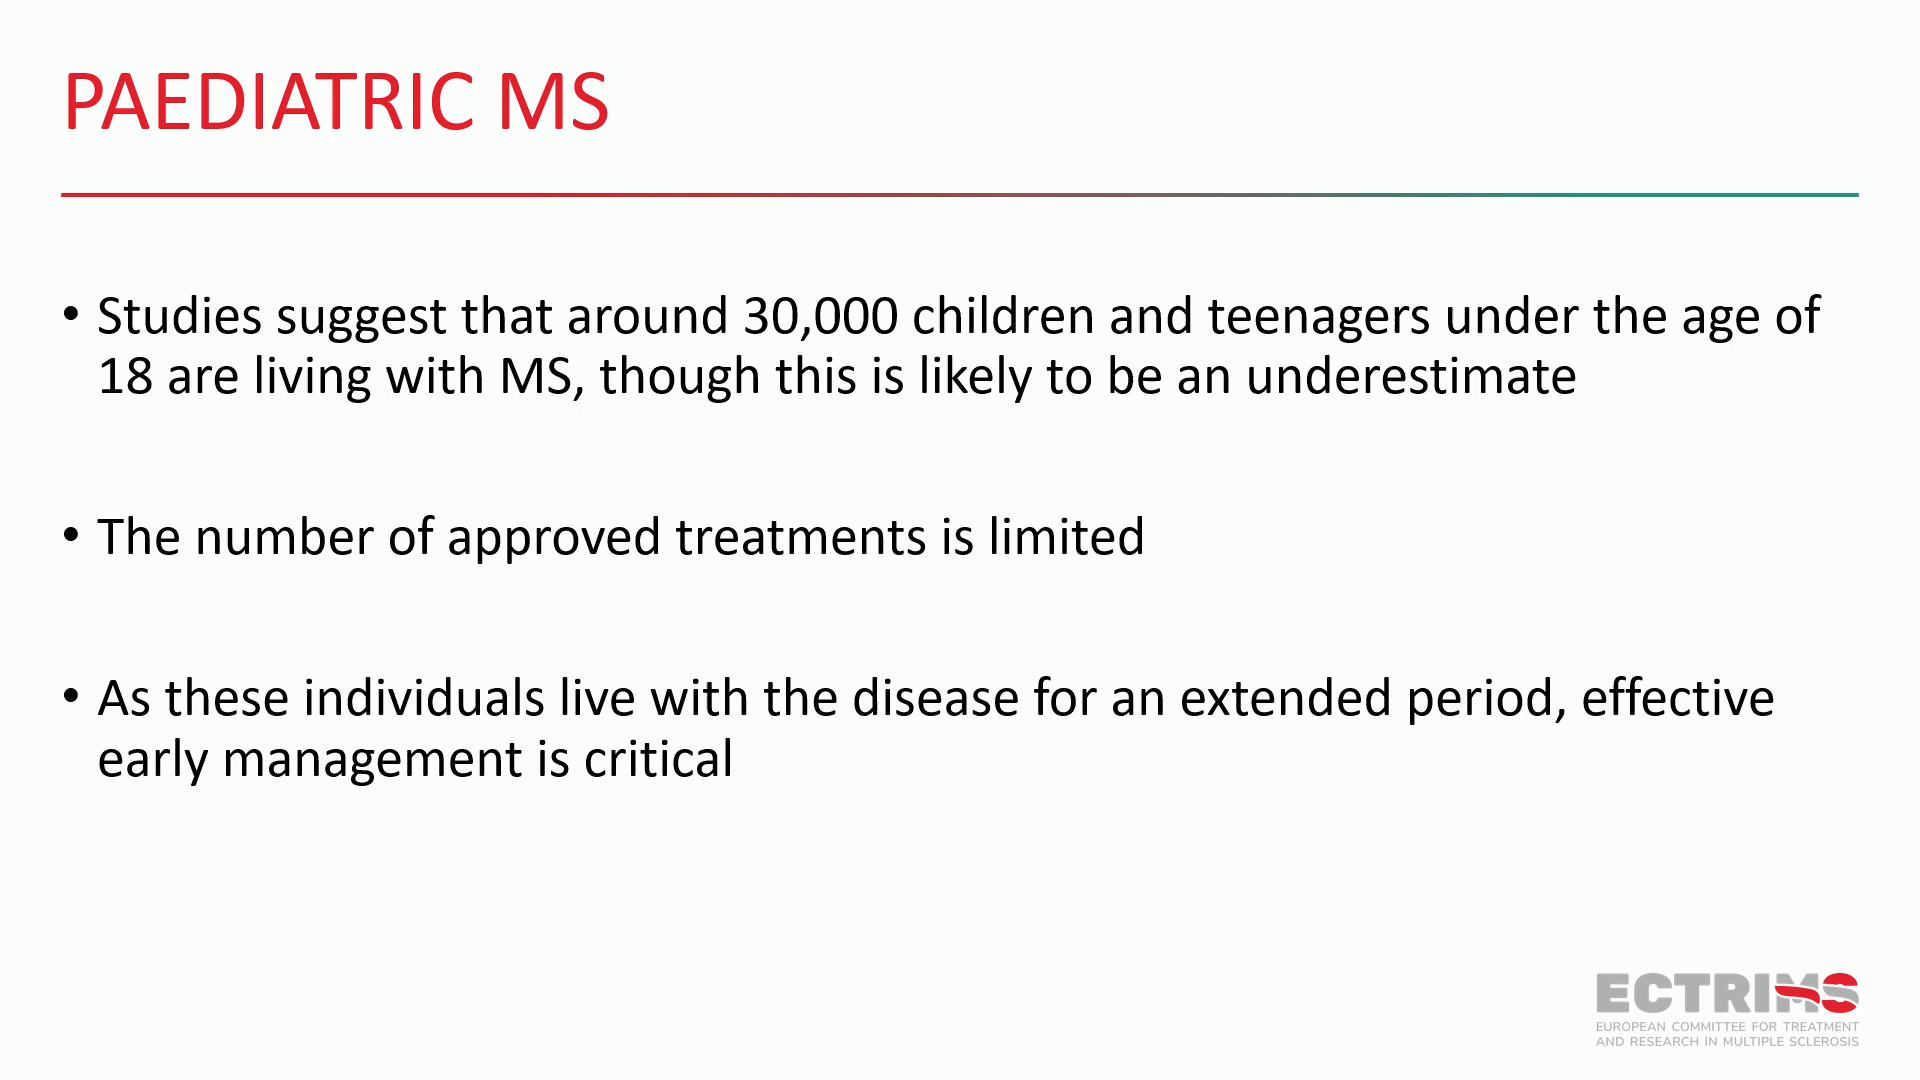 PAEDIATRIC MS
• Studies suggest that around 30,000 children and teenagers under the age of
18 are living with MS, though this is likely to be an underestimate
• The number of approved treatments is limited
• As these individuals live with the disease for an extended period, effective
early management is critical
ECTRIMS
EUROPEAN COMMITTEE FOR TREATMENT
AND RESEARCH IN MULTIPLE SCLEROSIS